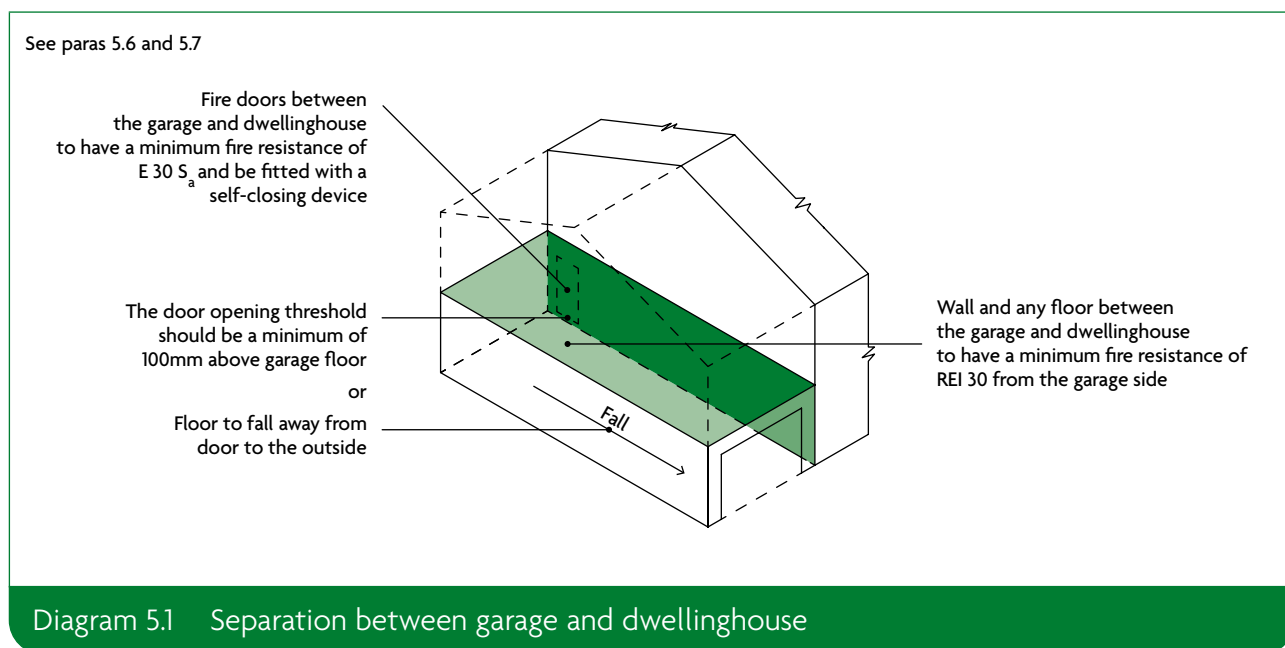 See paras 5.6 and 5.7
Fire doors between
the garage and dwellinghouse
to have a minimum fire resistance of
E 30 Sa and be fitted with a
self-closing device
The door opening threshold
should be a minimum of
100mm above garage floor
or
Floor to fall away from
door to the outside
Fall
Wall and any floor between
the garage and dwellinghouse
to have a minimum fire resistance of
REI 30 from the garage side
Diagram 5.1 Separation between garage and dwellinghouse